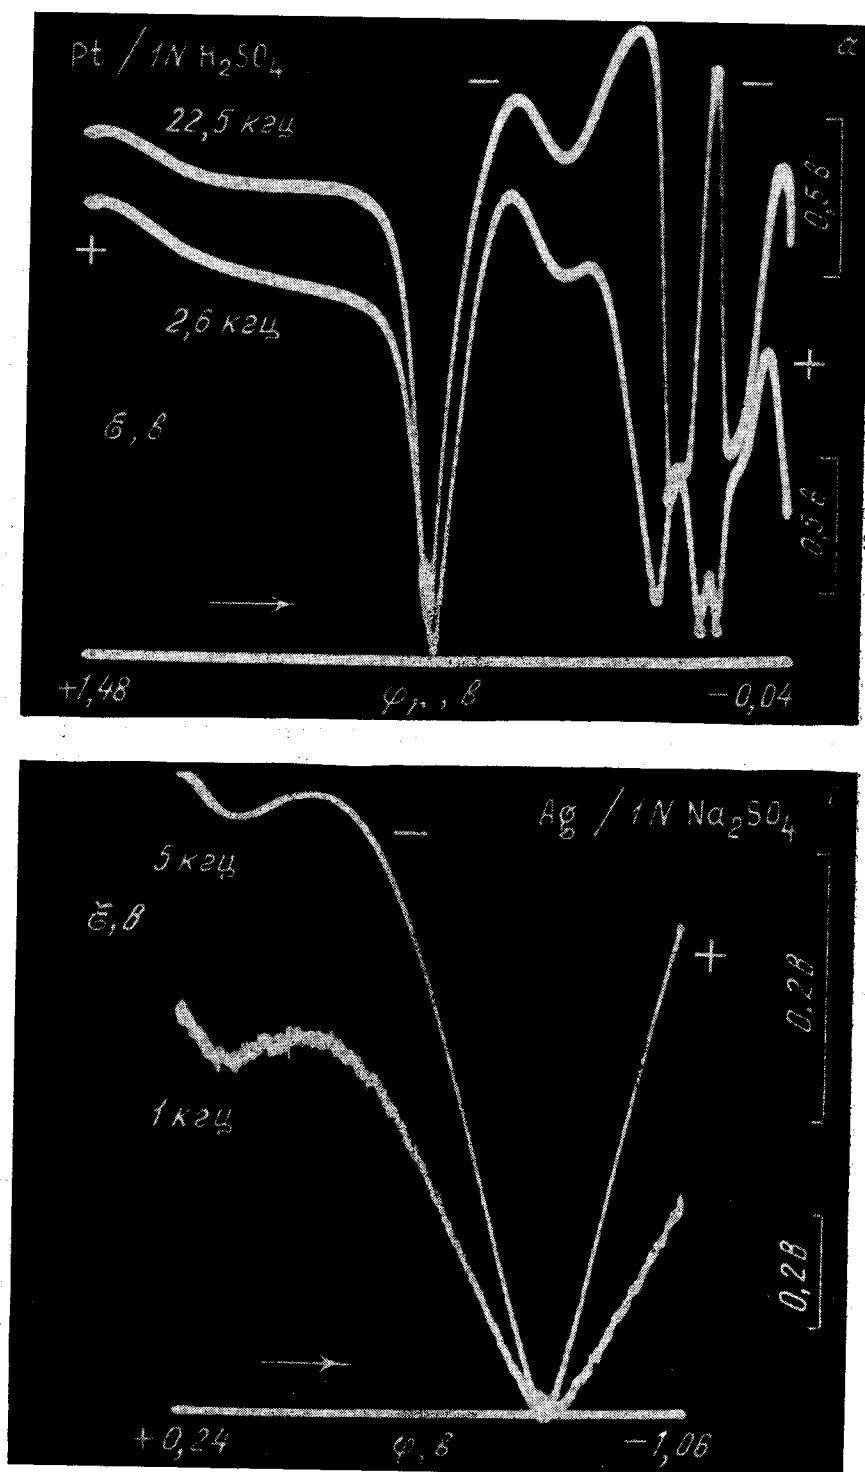 Pt / 1N H₂SO₄
а
22,5 кгц
0,5 в
+
2,6 кгц
+
Ẽ, в
0,5 в
+1,48
φг., в
−0,04
Ag / 1N Na₂SO₄
5 кгц
Ẽ, в
+
0,2 в
1 кгц
0,2 в
+0,24
φ, в
−1,06